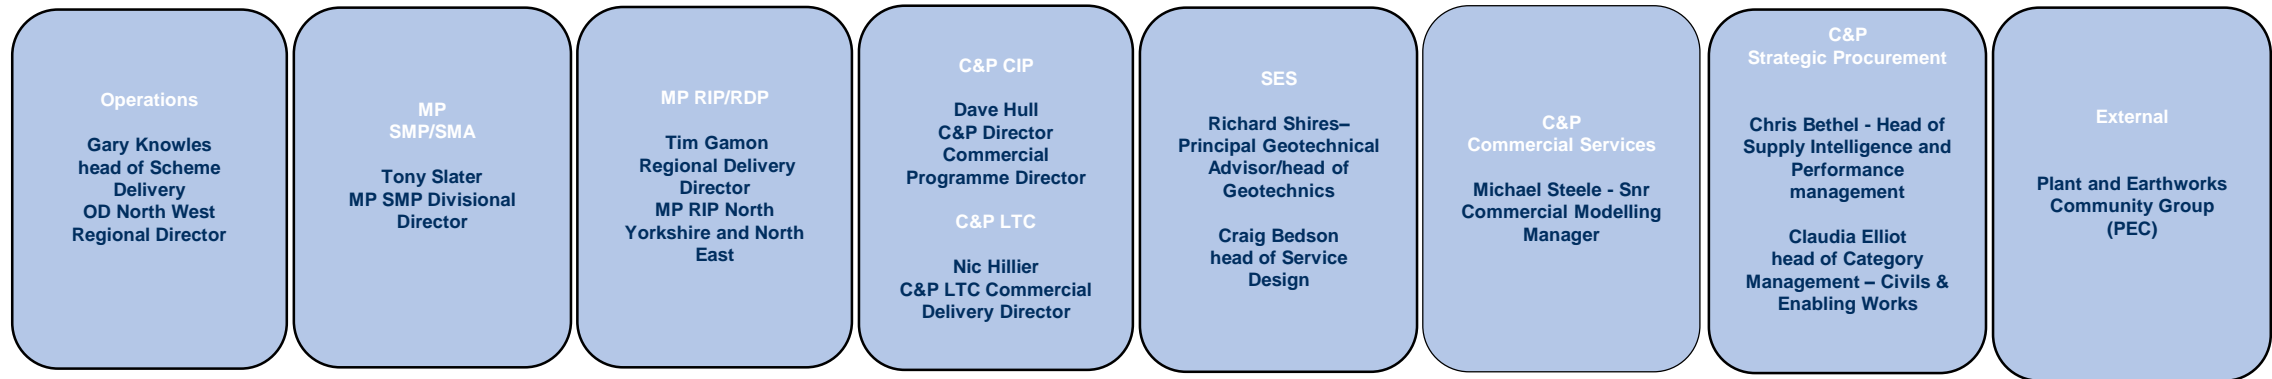 Operations
Gary Knowles
head of Scheme
Delivery
OD North West
Regional Director
MP
SMP/SMA
Tony Slater
MP SMP Divisional
Director
MP RIP/RDP
Tim Gamon
Regional Delivery
Director
MP RIP North
Yorkshire and North
East
C&P CIP
Dave Hull
C&P Director
Commercial
Programme Director
C&P LTC
Nic Hillier
C&P LTC Commercial
Delivery Director
SES
Richard Shires–
Principal Geotechnical
Advisor/head of
Geotechnics
Craig Bedson
head of Service
Design
C&P
Commercial Services
Michael Steele - Snr
Commercial Modelling
Manager
C&P
Strategic Procurement
Chris Bethel - Head of
Supply Intelligence and
Performance
management
Claudia Elliot
head of Category
Management – Civils &
Enabling Works
External
Plant and Earthworks
Community Group
(PEC)